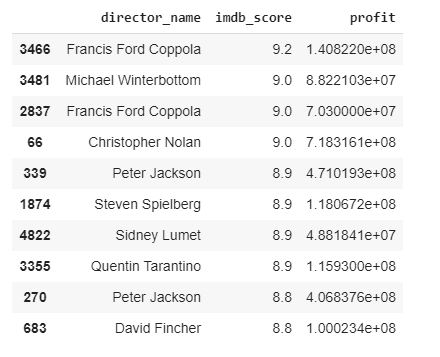 director_name imdb_score profit
3466 Francis Ford Coppola 9.2 1.408220e+08
3481 Michael Winterbottom 9.0 8.822103e+07
2837 Francis Ford Coppola 9.0 7.030000e+07
66 Christopher Nolan 9.0 7.183161e+08
339 Peter Jackson 8.9 4.710193e+08
1874 Steven Spielberg 8.9 1.180672e+08
4822 Sidney Lumet 8.9 4.881841e+07
3355 Quentin Tarantino 8.9 1.159300e+08
270 Peter Jackson 8.8 4.068376e+08
683 David Fincher 8.8 1.000234e+08